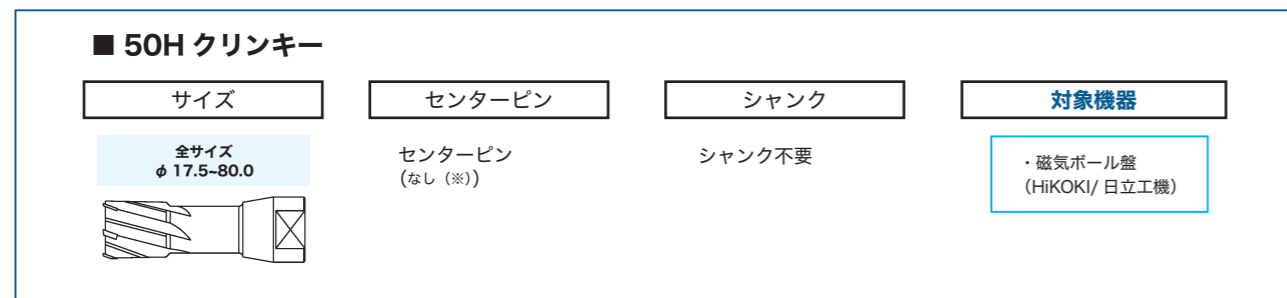 ■ 50H クリンキー
サイズ
センターピン
シャンク
対象機器
全サイズ
φ 17.5~80.0
センターピン
(なし（※）)
シャンク不要
・磁気ボール盤
（HiKOKI/ 日立工機）